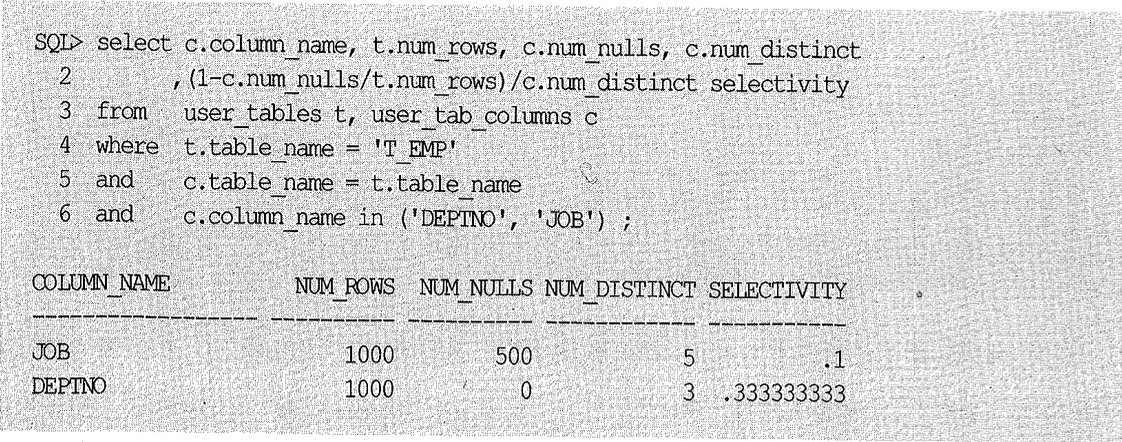 SQL> select c.column_name, t.num_rows, c.num_nulls, c.num_distinct
2 ,(1-c.num_nulls/t.num_rows)/c.num_distinct selectivity
3 from user_tables t, user_tab_columns c
4 where t.table_name = 'T_EMP'
5 and c.table_name = t.table_name
6 and c.column_name in ('DEPTNO', 'JOB') ;
COLUMN_NAME NUM_ROWS NUM_NULLS NUM_DISTINCT SELECTIVITY
------------------ ---------- ---------- ------------ -----------
JOB 1000 500 5 .1
DEPTNO 1000 0 3 .333333333